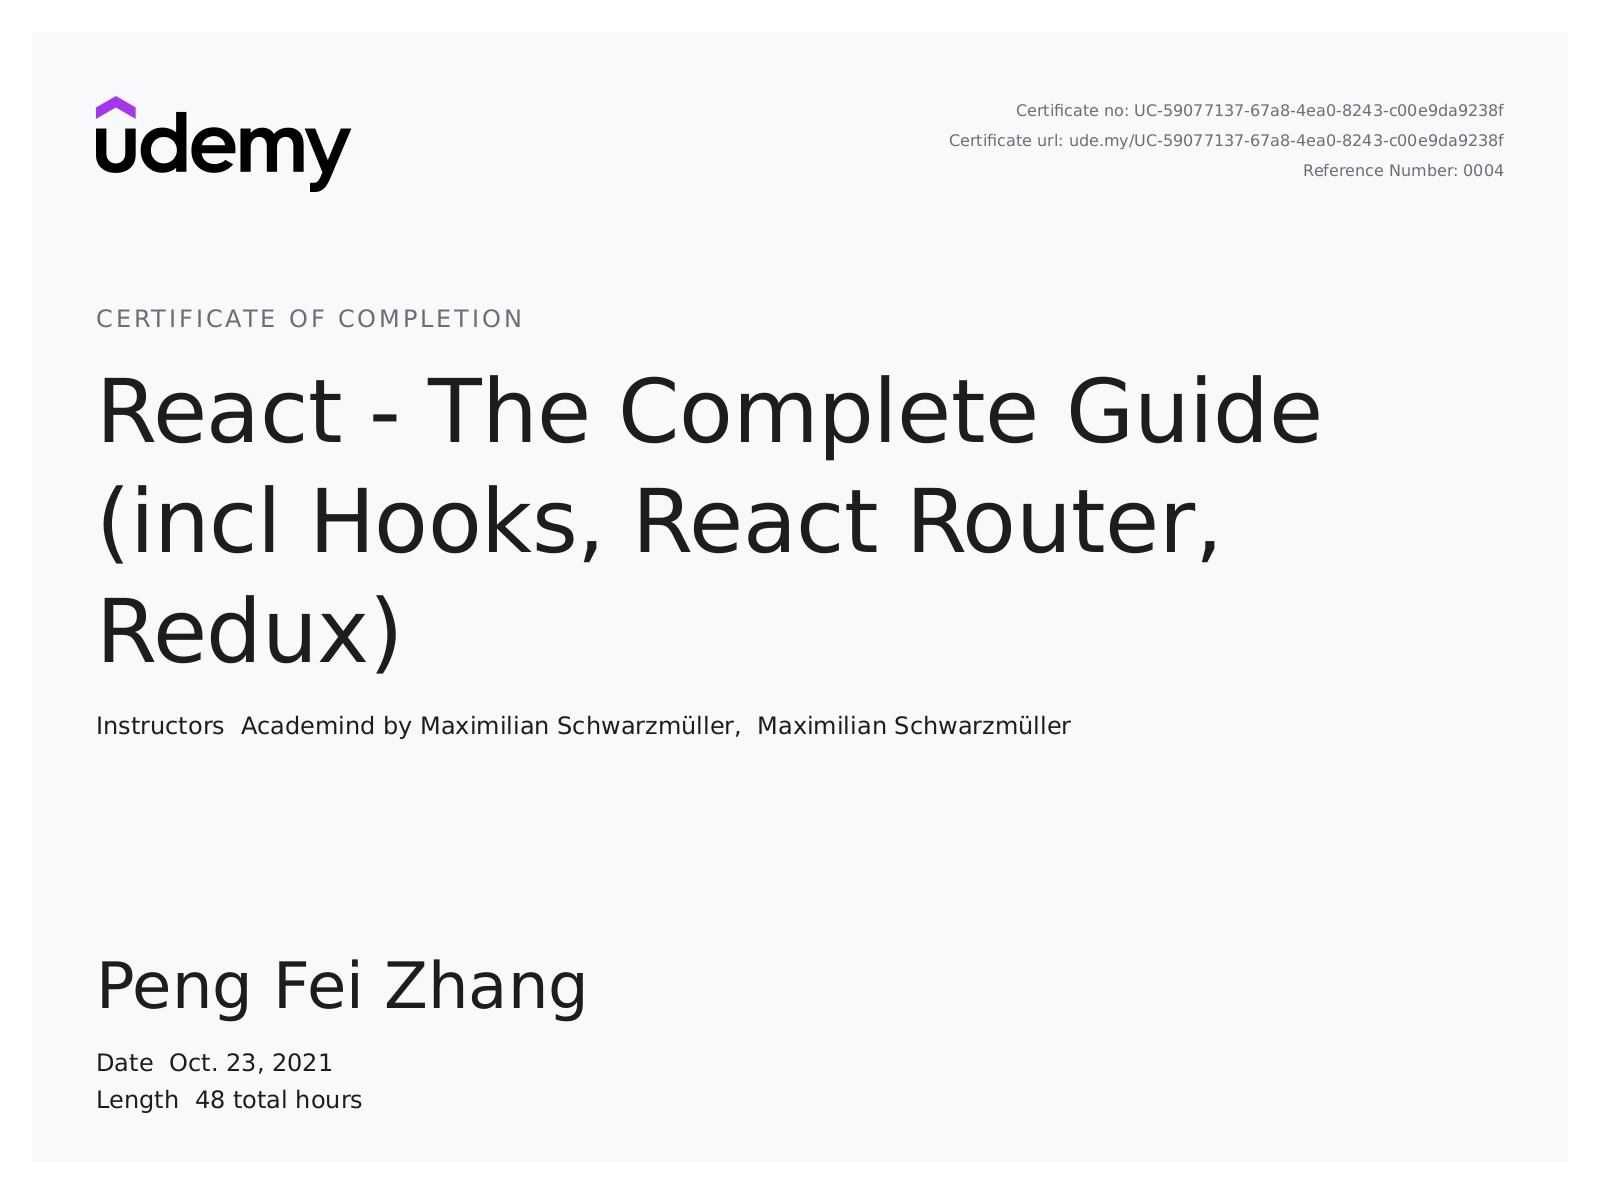 udemy
Certificate no: UC-59077137-67a8-4ea0-8243-c00e9da9238f
Certificate url: ude.my/UC-59077137-67a8-4ea0-8243-c00e9da9238f
Reference Number: 0004
CERTIFICATE OF COMPLETION
React - The Complete Guide
(incl Hooks, React Router,
Redux)
Instructors Academind by Maximilian Schwarzmüller, Maximilian Schwarzmüller
Peng Fei Zhang
Date Oct. 23, 2021
Length 48 total hours